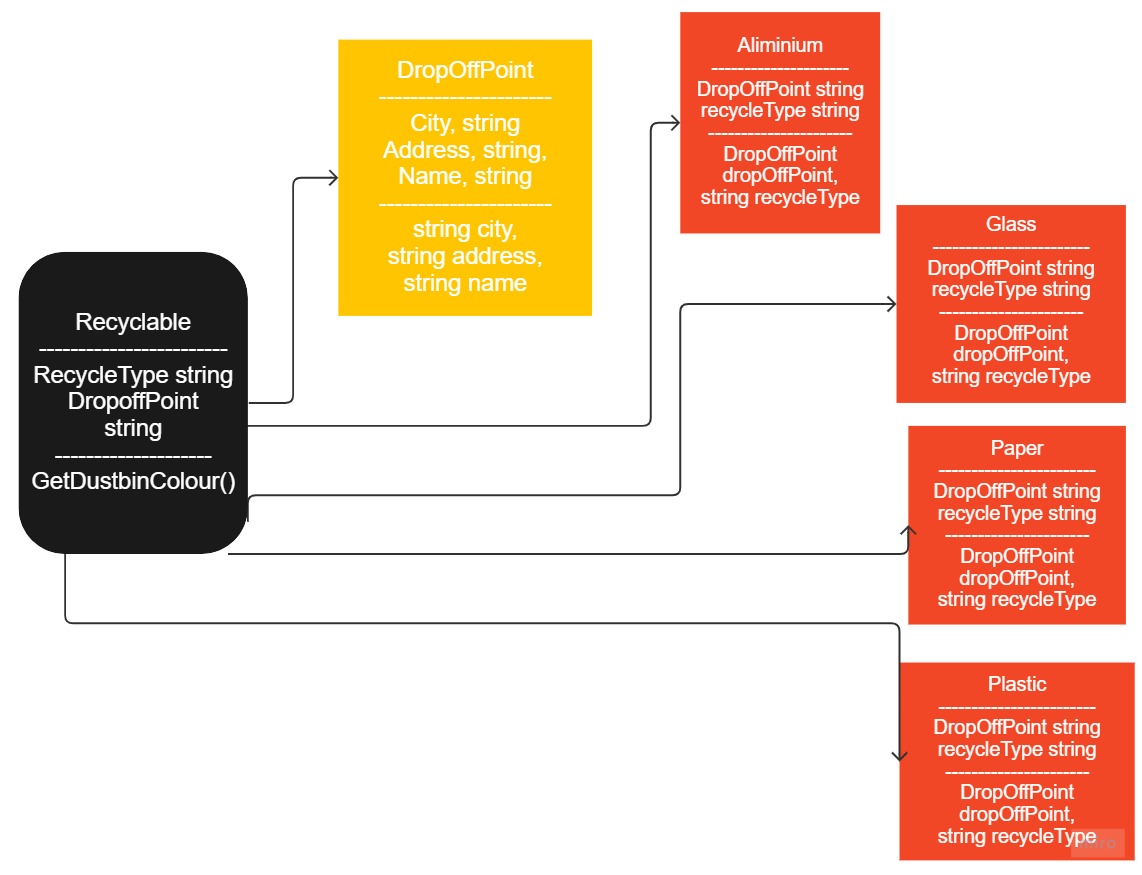 Recyclable
------------------------
RecycleType string
DropoffPoint
string
--------------------
GetDustbinColour()
DropOffPoint
----------------------
City, string
Address, string,
Name, string
----------------------
string city,
string address,
string name
Aliminium
---------------------
DropOffPoint string
recycleType string
----------------------
DropOffPoint
dropOffPoint,
string recycleType
Glass
------------------------
DropOffPoint string
recycleType string
----------------------
DropOffPoint
dropOffPoint,
string recycleType
Paper
------------------------
DropOffPoint string
recycleType string
----------------------
DropOffPoint
dropOffPoint,
string recycleType
Plastic
------------------------
DropOffPoint string
recycleType string
----------------------
DropOffPoint
dropOffPoint,
string recycleType
miro